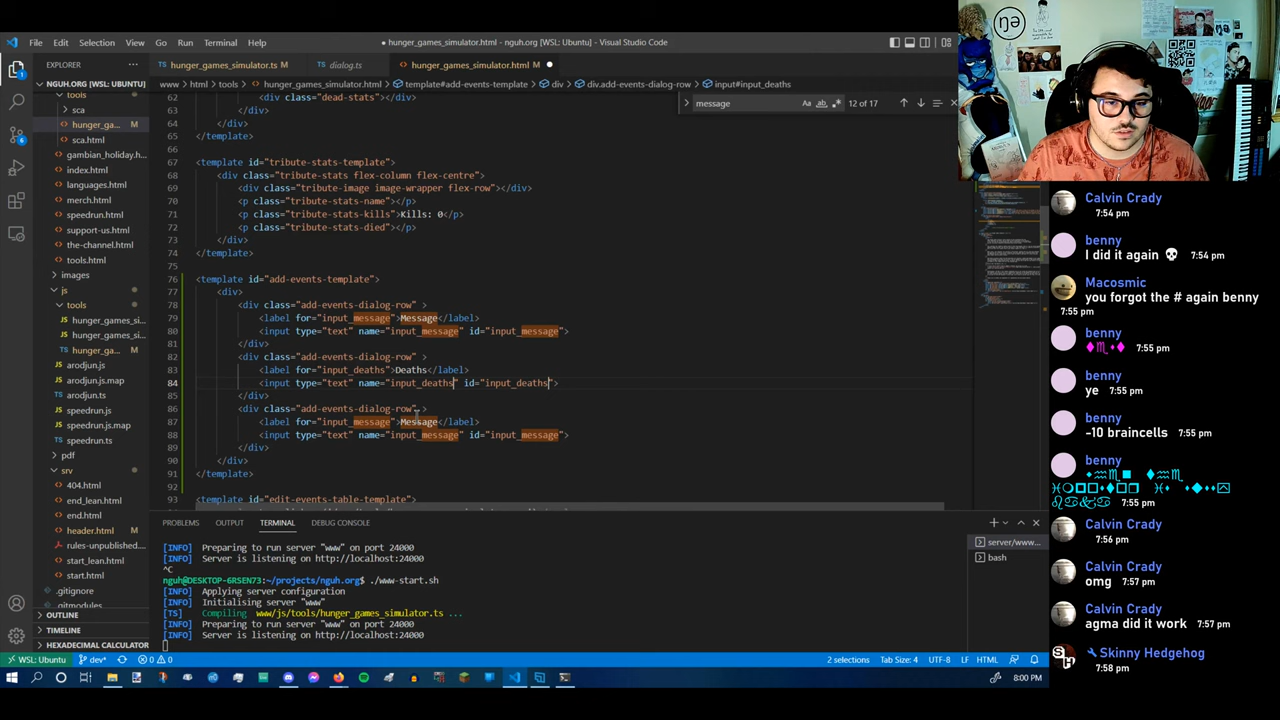 File Edit Selection Go Run Terminal Help
hunger_games_simulator.html - nguh.org [WSL: Ubuntu] - Visual Studio Code
EXPLORER
hunger_games_simulator.ts M
dialog.ts
hunger_games_simulator.html
www > html > tools > hunger_games_simulator.html > template#add-events-template > div > div.add-events-dialog-row > input#input_deaths
message
12 of 17
tools
sca
hunger_ga... M
sca.html
gambian_holiday.h...
index.html
languages.html
merch.html
speedrun.html
support-us.html
the-channel.html
tools.html
images
js
tools
hunger_games_si...
hunger_games_si...
hunger_ga... M
arodjun.js
arodjun.js.map
arodjun.ts
speedrun.js
speedrun.js.map
speedrun.ts
pdf
srv
404.html
end_lean.html
end.html
header.html
rules-unpublished....
start_lean.html
start.html
.gitignore
.gitmodules
OUTLINE
TIMELINE
HEXADECIMAL CALCULATOR
62 <div class="dead-stats"></div>
63 </div>
64 </div>
65 </template>
66
67 <template id="tribute-stats-template">
68 <div class="tribute-stats flex-column flex-centre">
69 <div class="tribute-image image-wrapper flex-row"></div>
70 <p class="tribute-stats-name"></p>
71 <p class="tribute-stats-kills">Kills: 0</p>
72 <p class="tribute-stats-died"></p>
73 </div>
74 </template>
75
76 <template id="add-events-template">
77 <div>
78 <div class="add-events-dialog-row" >
79 <label for="input_message">Message</label>
80 <input type="text" name="input_message" id="input_message">
81 </div>
82 <div class="add-events-dialog-row" >
83 <label for="input_deaths">Deaths</label>
84 <input type="text" name="input_deaths" id="input_deaths">
85 </div>
86 <div class="add-events-dialog-row" >
87 <label for="input_message">Message</label>
88 <input type="text" name="input_message" id="input_message">
89 </div>
90 </div>
91 </template>
92
93 <template id="edit-events-table-template">
PROBLEMS OUTPUT TERMINAL DEBUG CONSOLE
[INFO] Preparing to run server "www" on port 24000
[INFO] Server is listening on http://localhost:24000
^C
nguh@DESKTOP-6RSEN73:~/projects/nguh.org$ ./www-start.sh
[INFO] Applying server configuration
[INFO] Initialising server "www"
[TS] Compiling www/js/tools/hunger_games_simulator.ts ...
[INFO] Preparing to run server "www" on port 24000
[INFO] Server is listening on http://localhost:24000
server/www...
bash
WSL: Ubuntu dev* 0 0
2 selections Tab Size: 4 UTF-8 LF HTML
8:00 PM
ŋə
Calvin Crady
7:54 pm
benny
I did it again 💀 7:54 pm
Macosmic
you forgot the # again benny
7:55 pm
benny
♦♏︎⬧♦ 7:55 pm
benny
ye 7:55 pm
benny
-10 braincells 7:55 pm
benny
7:55 pm
Calvin Crady
7:56 pm
Calvin Crady
omg 7:57 pm
Calvin Crady
agma did it work 7:57 pm
Skinny Hedgehog
7:58 pm